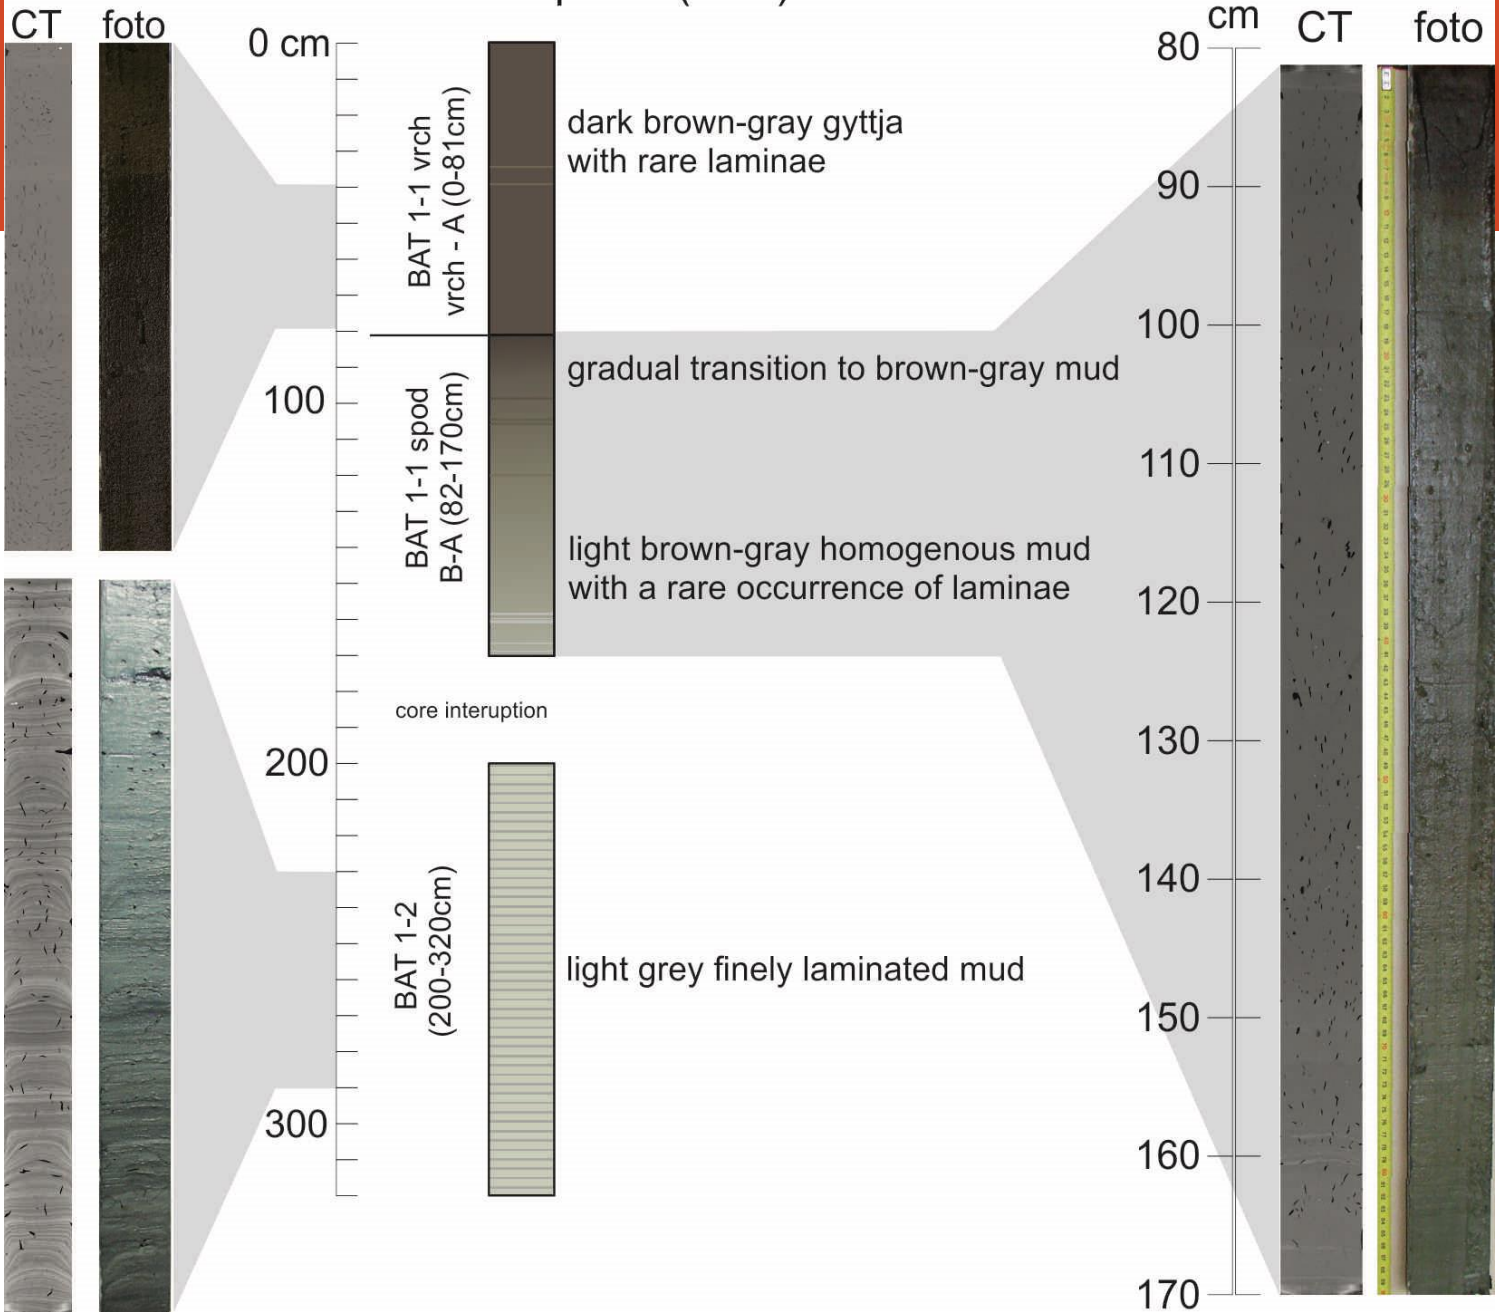 CT
foto
0 cm
100
200
300
BAT 1-1 vrch
vrch - A (0-81cm)
dark brown-gray gyttja
with rare laminae
BAT 1-1 spod
B-A (82-170cm)
gradual transition to brown-gray mud
light brown-gray homogenous mud
with a rare occurrence of laminae
core interuption
BAT 1-2
(200-320cm)
light grey finely laminated mud
cm
80
90
100
110
120
130
140
150
160
170
CT
foto